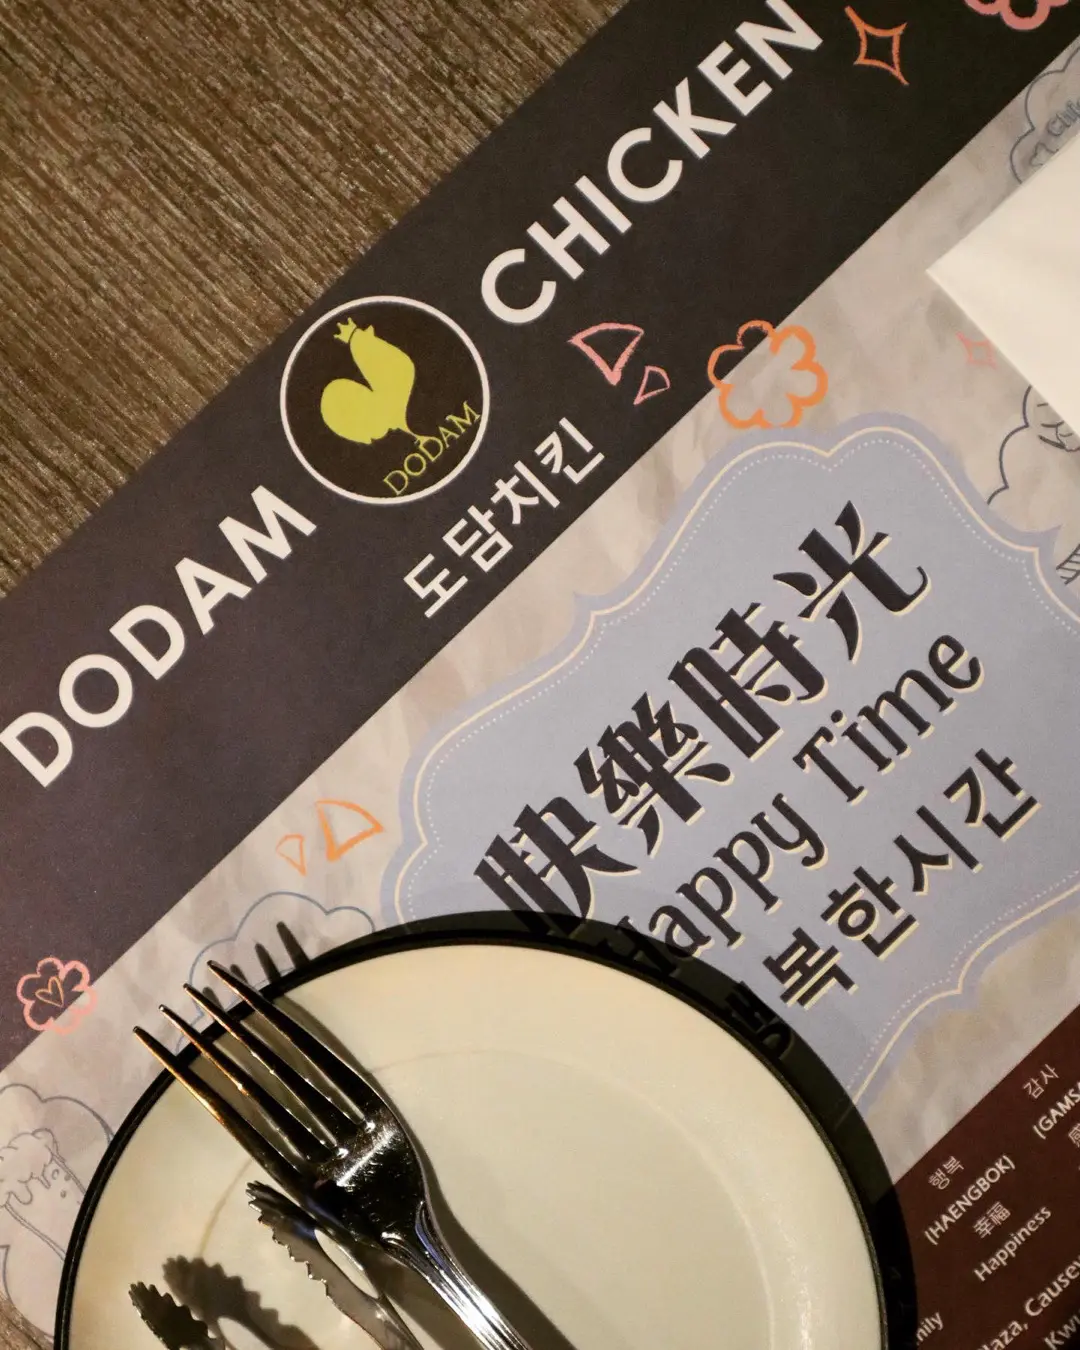 DODAM CHICKEN
DODAM
도담치킨
快樂時光
Happy Time
행복한시간
행복
(HAENGBOK)
幸福
Happiness
감사